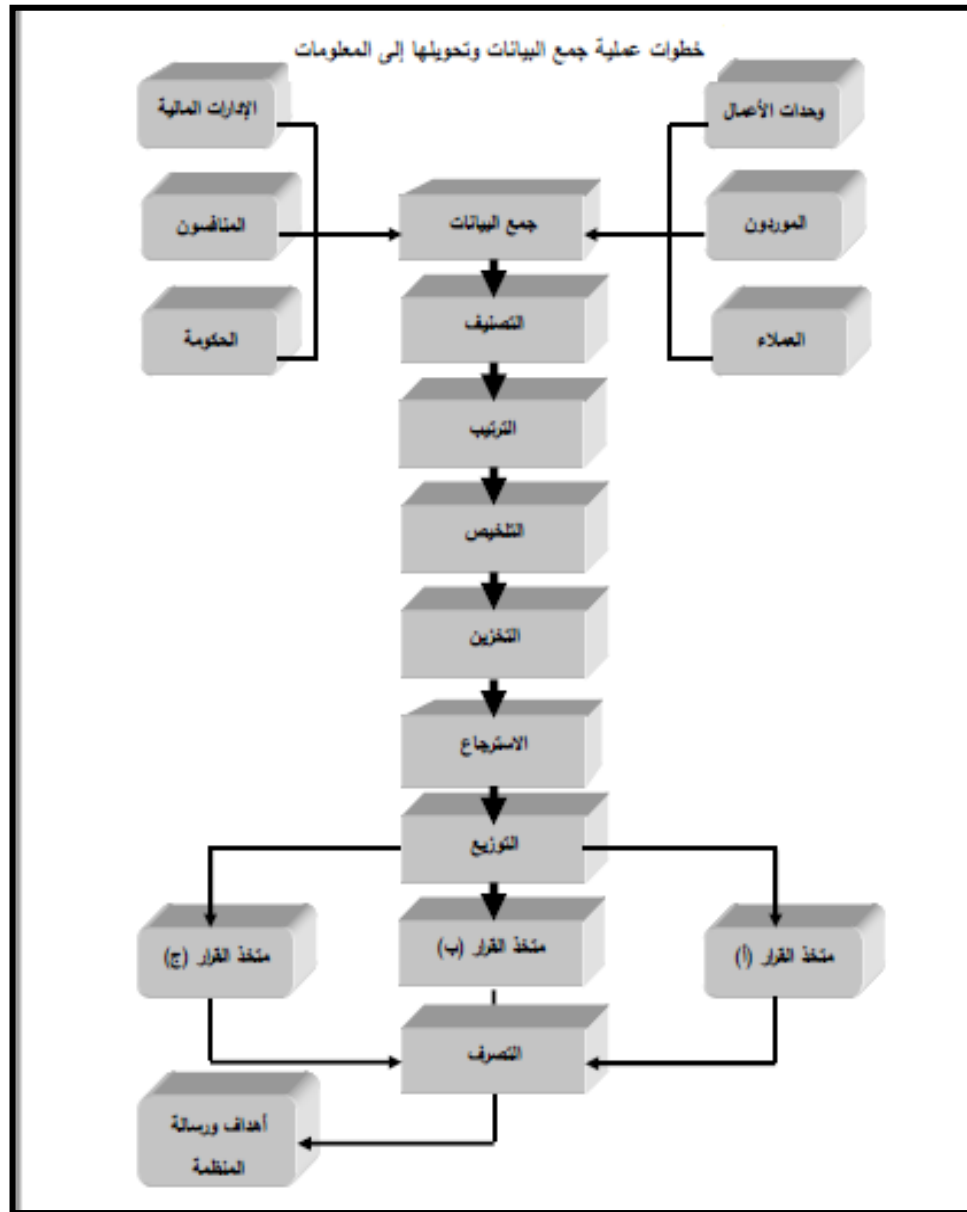 خطوات عملية جمع البيانات وتحويلها إلى المعلومات
وحدات الأعمال
الإدارات المالية
الموردون
جمع البيانات
المنافسون
العملاء
التصنيف
الحكومة
الترتيب
التلخيص
التخزين
الاسترجاع
التوزيع
متخذ القرار (أ)
متخذ القرار (ب)
متخذ القرار (ج)
التصرف
أهداف ورسالة
المنظمة